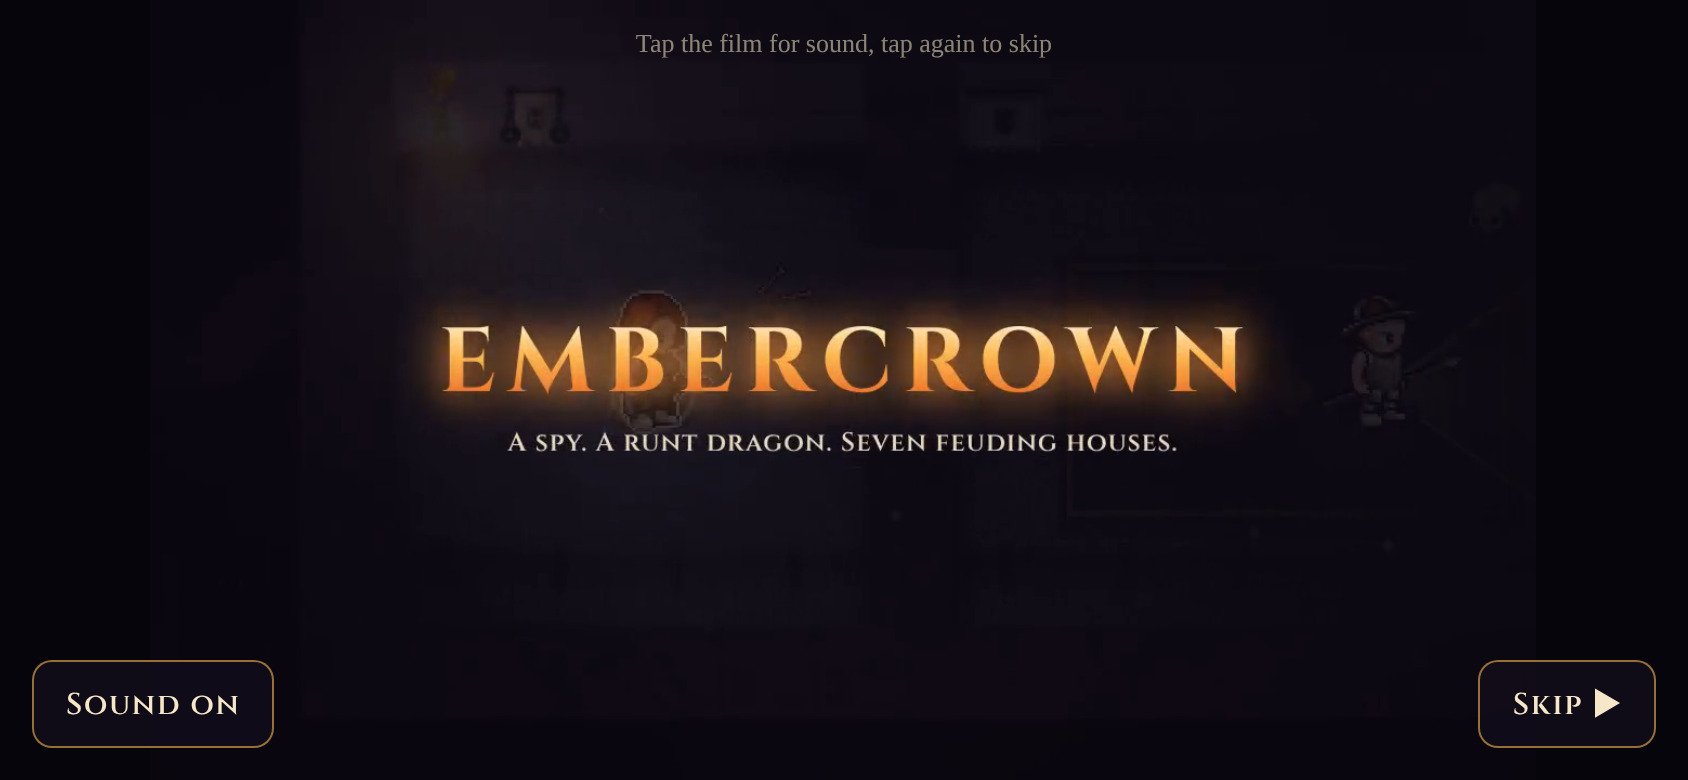 Tap the film for sound, tap again to skip
EMBERCROWN
A spy. A runt dragon. Seven feuding houses.
Sound on
Skip ▶